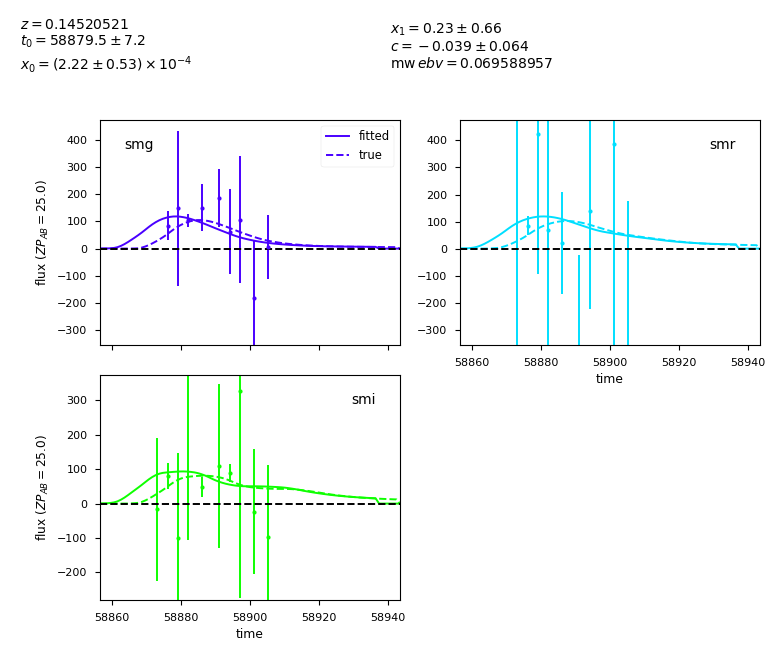 z = 0.14520521
t₀ = 58879.5 ± 7.2
x₀ = (2.22 ± 0.53) × 10⁻⁴
x₁ = 0.23 ± 0.66
c = −0.039 ± 0.064
mw ebv = 0.069588957
smg
fitted
true
400
300
200
100
0
−100
−200
−300
flux (ZP_AB = 25.0)
smr
400
300
200
100
0
−100
−200
−300
58860 58880 58900 58920 58940
time
smi
300
200
100
0
−100
−200
flux (ZP_AB = 25.0)
58860 58880 58900 58920 58940
time